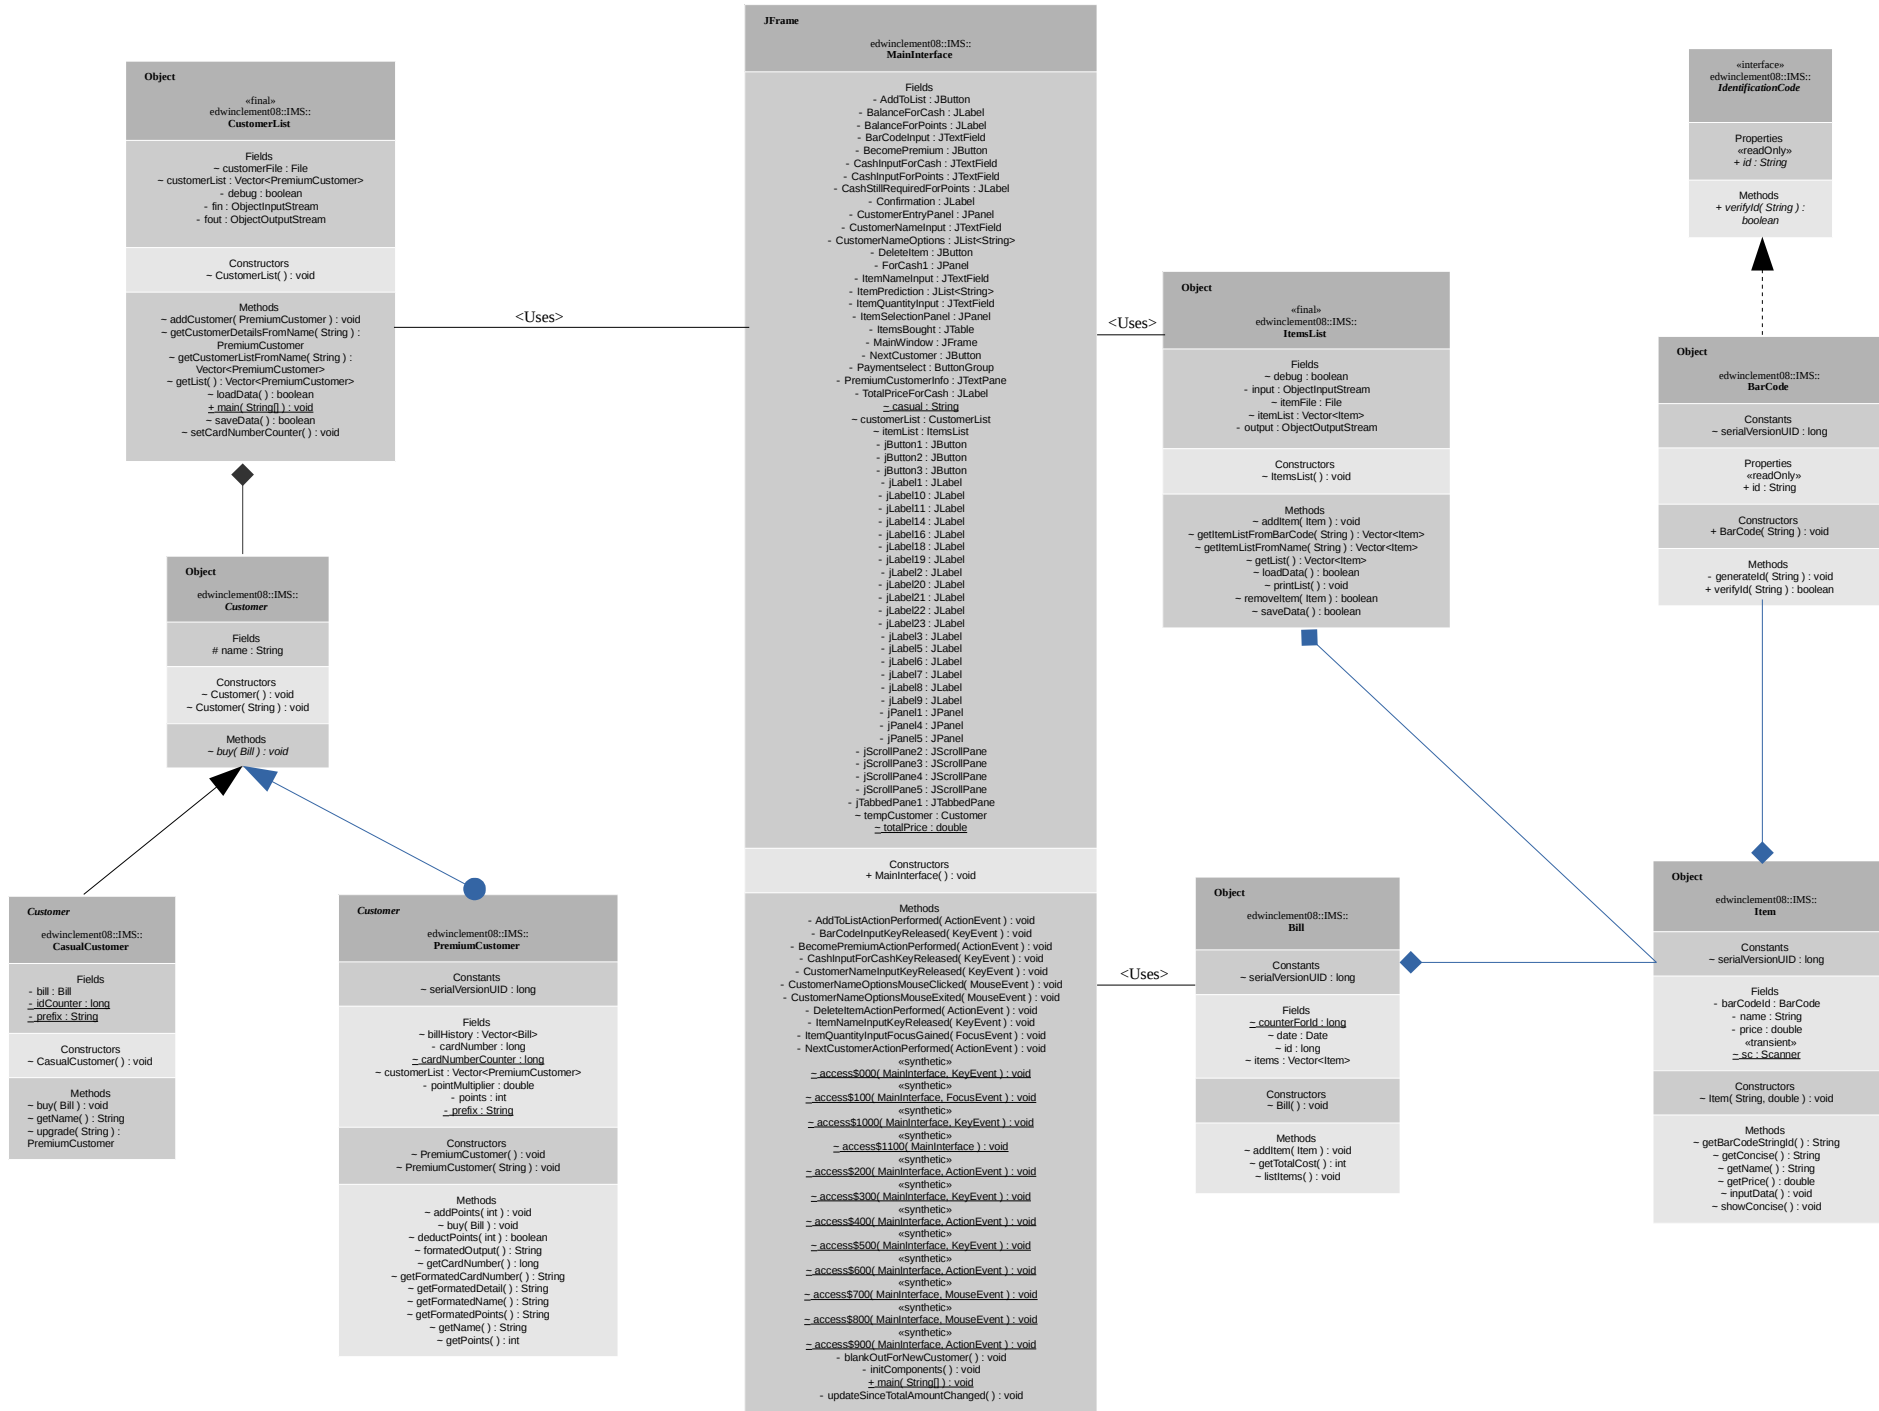 Object
«final»
edwinclement08::IMS::
CustomerList
Fields
~ customerFile : File
~ customerList : Vector<PremiumCustomer>
- debug : boolean
- fin : ObjectInputStream
- fout : ObjectOutputStream
Constructors
~ CustomerList( ) : void
Methods
~ addCustomer( PremiumCustomer ) : void
~ getCustomerDetailsFromName( String ) :
PremiumCustomer
~ getCustomerListFromName( String ) :
Vector<PremiumCustomer>
~ getList( ) : Vector<PremiumCustomer>
~ loadData( ) : boolean
+ main( String[] ) : void
~ saveData( ) : boolean
~ setCardNumberCounter( ) : void
<Uses>
Object
edwinclement08::IMS::
Customer
Fields
# name : String
Constructors
~ Customer( ) : void
~ Customer( String ) : void
Methods
~ buy( Bill ) : void
Customer
edwinclement08::IMS::
CasualCustomer
Fields
- bill : Bill
- idCounter : long
- prefix : String
Constructors
~ CasualCustomer( ) : void
Methods
~ buy( Bill ) : void
~ getName( ) : String
~ upgrade( String ) :
PremiumCustomer
Customer
edwinclement08::IMS::
PremiumCustomer
Constants
~ serialVersionUID : long
Fields
~ billHistory : Vector<Bill>
- cardNumber : long
~ cardNumberCounter : long
~ customerList : Vector<PremiumCustomer>
- pointMultiplier : double
- points : int
- prefix : String
Constructors
~ PremiumCustomer( ) : void
~ PremiumCustomer( String ) : void
Methods
~ addPoints( int ) : void
~ buy( Bill ) : void
~ deductPoints( int ) : boolean
~ formatedOutput( ) : String
~ getCardNumber( ) : long
~ getFormatedCardNumber( ) : String
~ getFormatedDetail( ) : String
~ getFormatedName( ) : String
~ getFormatedPoints( ) : String
~ getName( ) : String
~ getPoints( ) : int
JFrame
edwinclement08::IMS::
MainInterface
Fields
- AddToList : JButton
- BalanceForCash : JLabel
- BalanceForPoints : JLabel
- BarCodeInput : JTextField
- BecomePremium : JButton
- CashInputForCash : JTextField
- CashInputForPoints : JTextField
- CashStillRequiredForPoints : JLabel
- Confirmation : JLabel
- CustomerEntryPanel : JPanel
- CustomerNameInput : JTextField
- CustomerNameOptions : JList<String>
- DeleteItem : JButton
- ForCash1 : JPanel
- ItemNameInput : JTextField
- ItemPrediction : JList<String>
- ItemQuantityInput : JTextField
- ItemSelectionPanel : JPanel
- ItemsBought : JTable
- MainWindow : JFrame
- NextCustomer : JButton
- Paymentselect : ButtonGroup
- PremiumCustomerInfo : JTextPane
- TotalPriceForCash : JLabel
~ casual : String
~ customerList : CustomerList
~ itemList : ItemsList
- jButton1 : JButton
- jButton2 : JButton
- jButton3 : JButton
- jLabel1 : JLabel
- jLabel10 : JLabel
- jLabel11 : JLabel
- jLabel14 : JLabel
- jLabel16 : JLabel
- jLabel18 : JLabel
- jLabel19 : JLabel
- jLabel2 : JLabel
- jLabel20 : JLabel
- jLabel21 : JLabel
- jLabel22 : JLabel
- jLabel23 : JLabel
- jLabel3 : JLabel
- jLabel5 : JLabel
- jLabel6 : JLabel
- jLabel7 : JLabel
- jLabel8 : JLabel
- jLabel9 : JLabel
- jPanel1 : JPanel
- jPanel4 : JPanel
- jPanel5 : JPanel
- jScrollPane2 : JScrollPane
- jScrollPane3 : JScrollPane
- jScrollPane4 : JScrollPane
- jScrollPane5 : JScrollPane
- jTabbedPane1 : JTabbedPane
~ tempCustomer : Customer
~ totalPrice : double
Constructors
+ MainInterface( ) : void
Methods
- AddToListActionPerformed( ActionEvent ) : void
- BarCodeInputKeyReleased( KeyEvent ) : void
- BecomePremiumActionPerformed( ActionEvent ) : void
- CashInputForCashKeyReleased( KeyEvent ) : void
- CustomerNameInputKeyReleased( KeyEvent ) : void
- CustomerNameOptionsMouseClicked( MouseEvent ) : void
- CustomerNameOptionsMouseExited( MouseEvent ) : void
- DeleteItemActionPerformed( ActionEvent ) : void
- ItemNameInputKeyReleased( KeyEvent ) : void
- ItemQuantityInputFocusGained( FocusEvent ) : void
- NextCustomerActionPerformed( ActionEvent ) : void
«synthetic»
~ access$000( MainInterface, KeyEvent ) : void
«synthetic»
~ access$100( MainInterface, FocusEvent ) : void
«synthetic»
~ access$1000( MainInterface, KeyEvent ) : void
«synthetic»
~ access$1100( MainInterface ) : void
«synthetic»
~ access$200( MainInterface, ActionEvent ) : void
«synthetic»
~ access$300( MainInterface, KeyEvent ) : void
«synthetic»
~ access$400( MainInterface, ActionEvent ) : void
«synthetic»
~ access$500( MainInterface, KeyEvent ) : void
«synthetic»
~ access$600( MainInterface, ActionEvent ) : void
«synthetic»
~ access$700( MainInterface, MouseEvent ) : void
«synthetic»
~ access$800( MainInterface, MouseEvent ) : void
«synthetic»
~ access$900( MainInterface, ActionEvent ) : void
- blankOutForNewCustomer( ) : void
- initComponents( ) : void
+ main( String[] ) : void
- updateSinceTotalAmountChanged( ) : void
<Uses>
Object
«final»
edwinclement08::IMS::
ItemsList
Fields
~ debug : boolean
- input : ObjectInputStream
~ itemFile : File
~ itemList : Vector<Item>
- output : ObjectOutputStream
Constructors
~ ItemsList( ) : void
Methods
~ addItem( Item ) : void
~ getItemListFromBarCode( String ) : Vector<Item>
~ getItemListFromName( String ) : Vector<Item>
~ getList( ) : Vector<Item>
~ loadData( ) : boolean
~ printList( ) : void
~ removeItem( Item ) : boolean
~ saveData( ) : boolean
<Uses>
Object
edwinclement08::IMS::
Bill
Constants
~ serialVersionUID : long
Fields
~ counterForId : long
~ date : Date
~ id : long
~ items : Vector<Item>
Constructors
~ Bill( ) : void
Methods
~ addItem( Item ) : void
~ getTotalCost( ) : int
~ listItems( ) : void
«interface»
edwinclement08::IMS::
IdentificationCode
Properties
«readOnly»
+ id : String
Methods
+ verifyId( String ) :
boolean
Object
edwinclement08::IMS::
BarCode
Constants
~ serialVersionUID : long
Properties
«readOnly»
+ id : String
Constructors
+ BarCode( String ) : void
Methods
- generateId( String ) : void
+ verifyId( String ) : boolean
Object
edwinclement08::IMS::
Item
Constants
~ serialVersionUID : long
Fields
- barCodeId : BarCode
- name : String
- price : double
«transient»
~ sc : Scanner
Constructors
~ Item( String, double ) : void
Methods
~ getBarCodeStringId( ) : String
~ getConcise( ) : String
~ getName( ) : String
~ getPrice( ) : double
~ inputData( ) : void
~ showConcise( ) : void